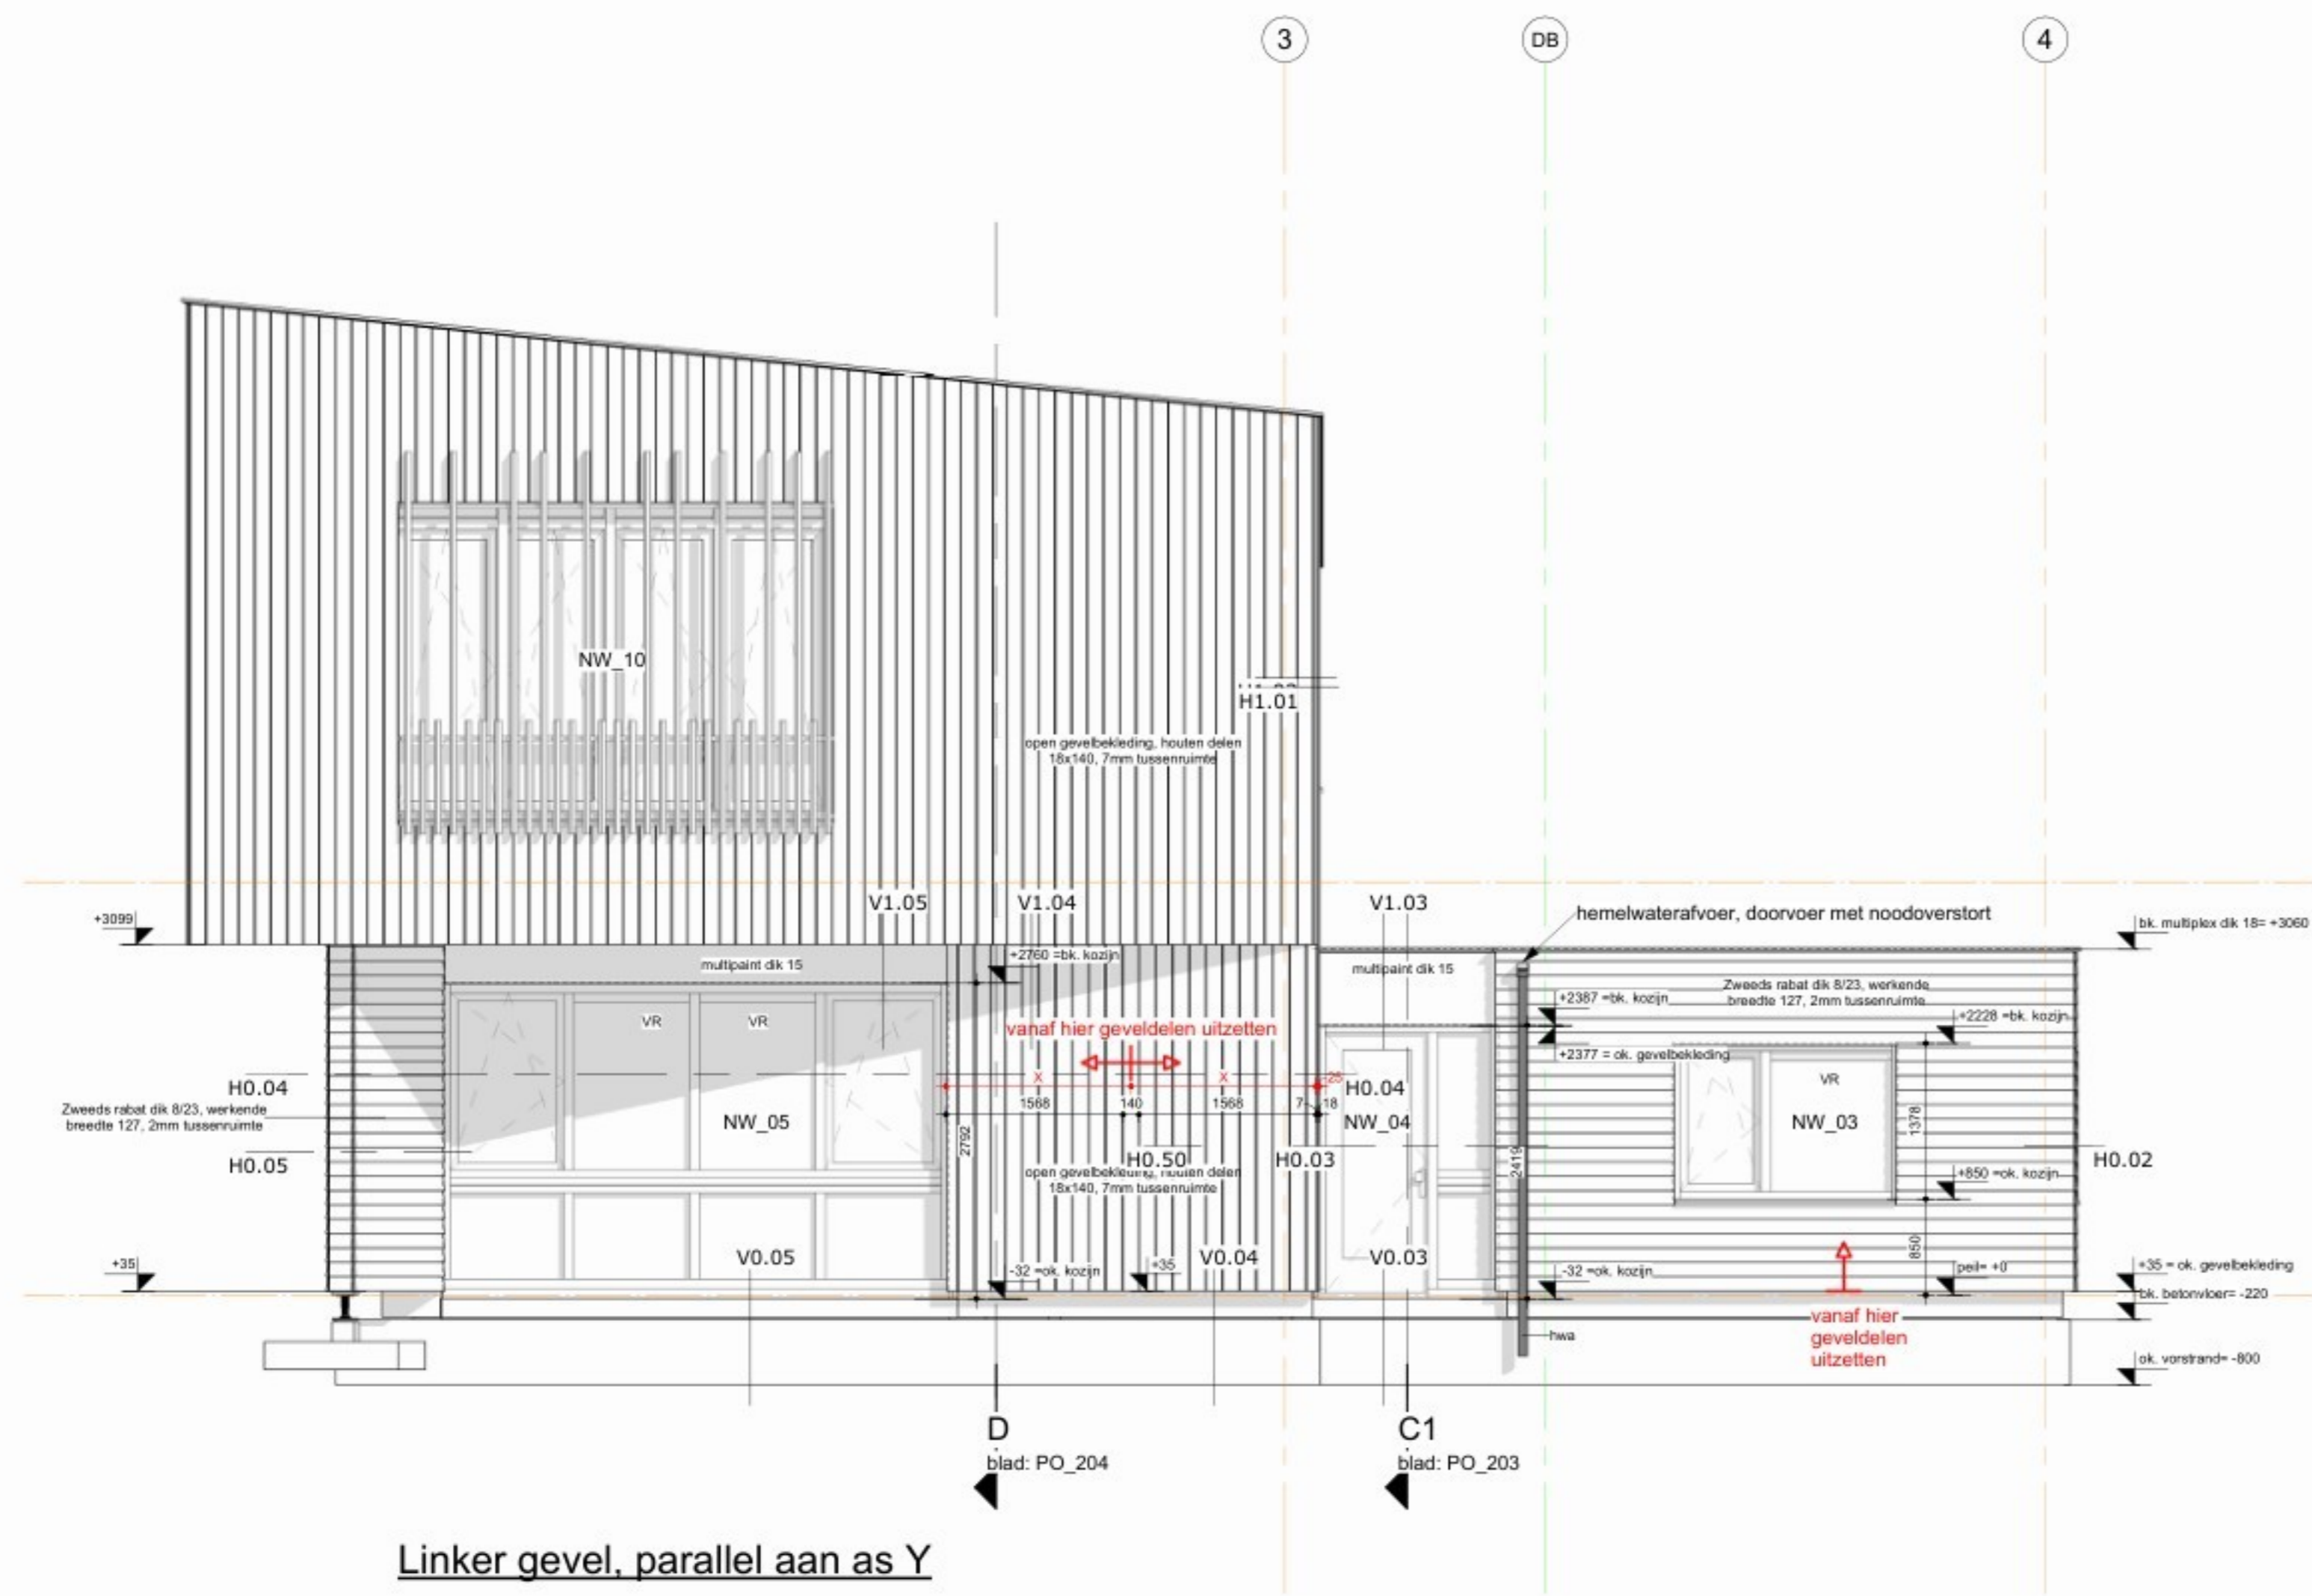 3
DB
4
NW_10
H1.01
open gevelbekleding, houten delen
18x140, 7mm tussenruimte
V1.05
V1.04
V1.03
hemelwaterafvoer, doorvoer met noodoverstort
+3099
bk. multiplex dik 18= +3060
multipaint dik 15
+2760 =bk. kozijn
multipaint dik 15
Zweeds rabat dik 8/23, werkende
breedte 127, 2mm tussenruimte
+2387 =bk. kozijn
+2228 =bk. kozijn
VR
VR
vanaf hier geveldelen uitzetten
+2377 = ok. gevelbekleding
X
X
25
VR
H0.04
H0.04
1568
140
1568
7
18
Zweeds rabat dik 8/23, werkende
breedte 127, 2mm tussenruimte
NW_05
NW_04
NW_03
1378
2792
2419
H0.05
H0.50
H0.03
H0.02
open gevelbekleding, houten delen
18x140, 7mm tussenruimte
+850 =ok. kozijn
850
V0.05
V0.04
V0.03
+35
-32 =ok. kozijn
+35
-32 =ok. kozijn
peil= +0
+35 = ok. gevelbekleding
bk. betonvloer= -220
vanaf hier
geveldelen
uitzetten
hwa
ok. vorstrand= -800
D
blad: PO_204
C1
blad: PO_203
Linker gevel, parallel aan as Y